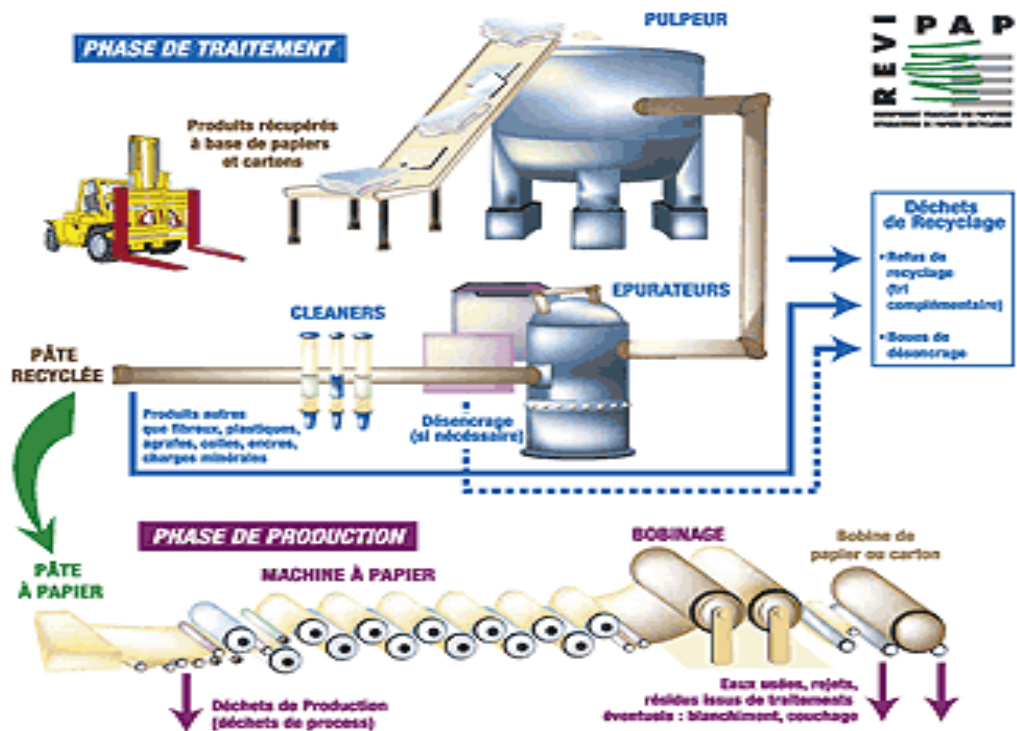 PHASE DE TRAITEMENT
PULPEUR
REVI
PAP
Produits récupérés
à base de papiers
et cartons
Déchets
de Recyclage
•Refus de
recyclage
(tri
complémentaire)
•Boues de
désencrage
EPURATEURS
CLEANERS
PÂTE
RECYCLÉE
Produits autres
que fibreux, plastiques,
agrafes, colles, encres,
charges minérales
Désencrage
(si nécessaire)
PHASE DE PRODUCTION
BOBINAGE
Bobine de
papier ou carton
MACHINE À PAPIER
PÂTE
À PAPIER
Déchets de Production
(déchets de process)
Eaux usées, rejets,
résidus issus de traitements
éventuels : blanchiment, couchage